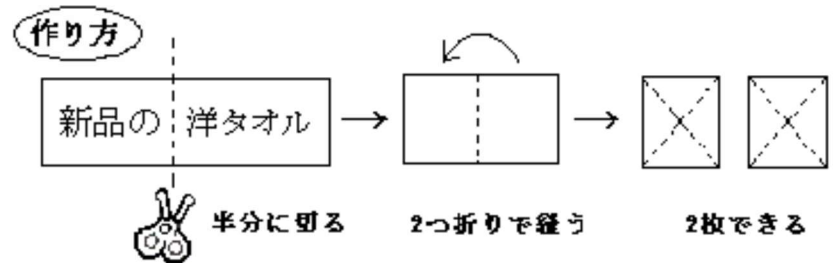 作り方
新品の洋タオル
半分に切る
2つ折りで縫う
2枚できる